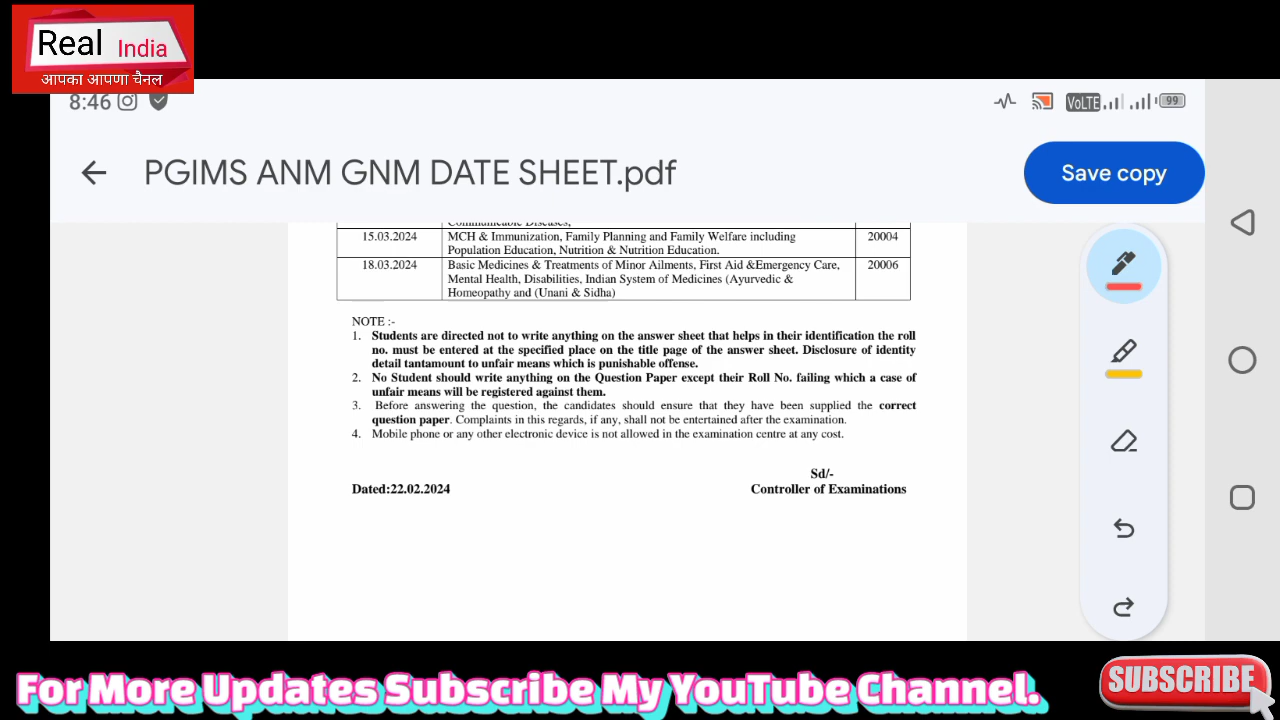 Real India
आपका आपणा चैनल
8:46 VoLTE 99
PGIMS ANM GNM DATE SHEET.pdf
Save copy
Communicable Diseases,
15.03.2024 MCH & Immunization, Family Planning and Family Welfare including 20004
Population Education, Nutrition & Nutrition Education.
18.03.2024 Basic Medicines & Treatments of Minor Ailments, First Aid &Emergency Care, 20006
Mental Health, Disabilities, Indian System of Medicines (Ayurvedic &
Homeopathy and (Unani & Sidha)
NOTE :-
1. Students are directed not to write anything on the answer sheet that helps in their identification the roll
no. must be entered at the specified place on the title page of the answer sheet. Disclosure of identity
detail tantamount to unfair means which is punishable offense.
2. No Student should write anything on the Question Paper except their Roll No. failing which a case of
unfair means will be registered against them.
3. Before answering the question, the candidates should ensure that they have been supplied the correct
question paper. Complaints in this regards, if any, shall not be entertained after the examination.
4. Mobile phone or any other electronic device is not allowed in the examination centre at any cost.
Sd/-
Dated:22.02.2024 Controller of Examinations
For More Updates Subscribe My YouTube Channel.
SUBSCRIBE